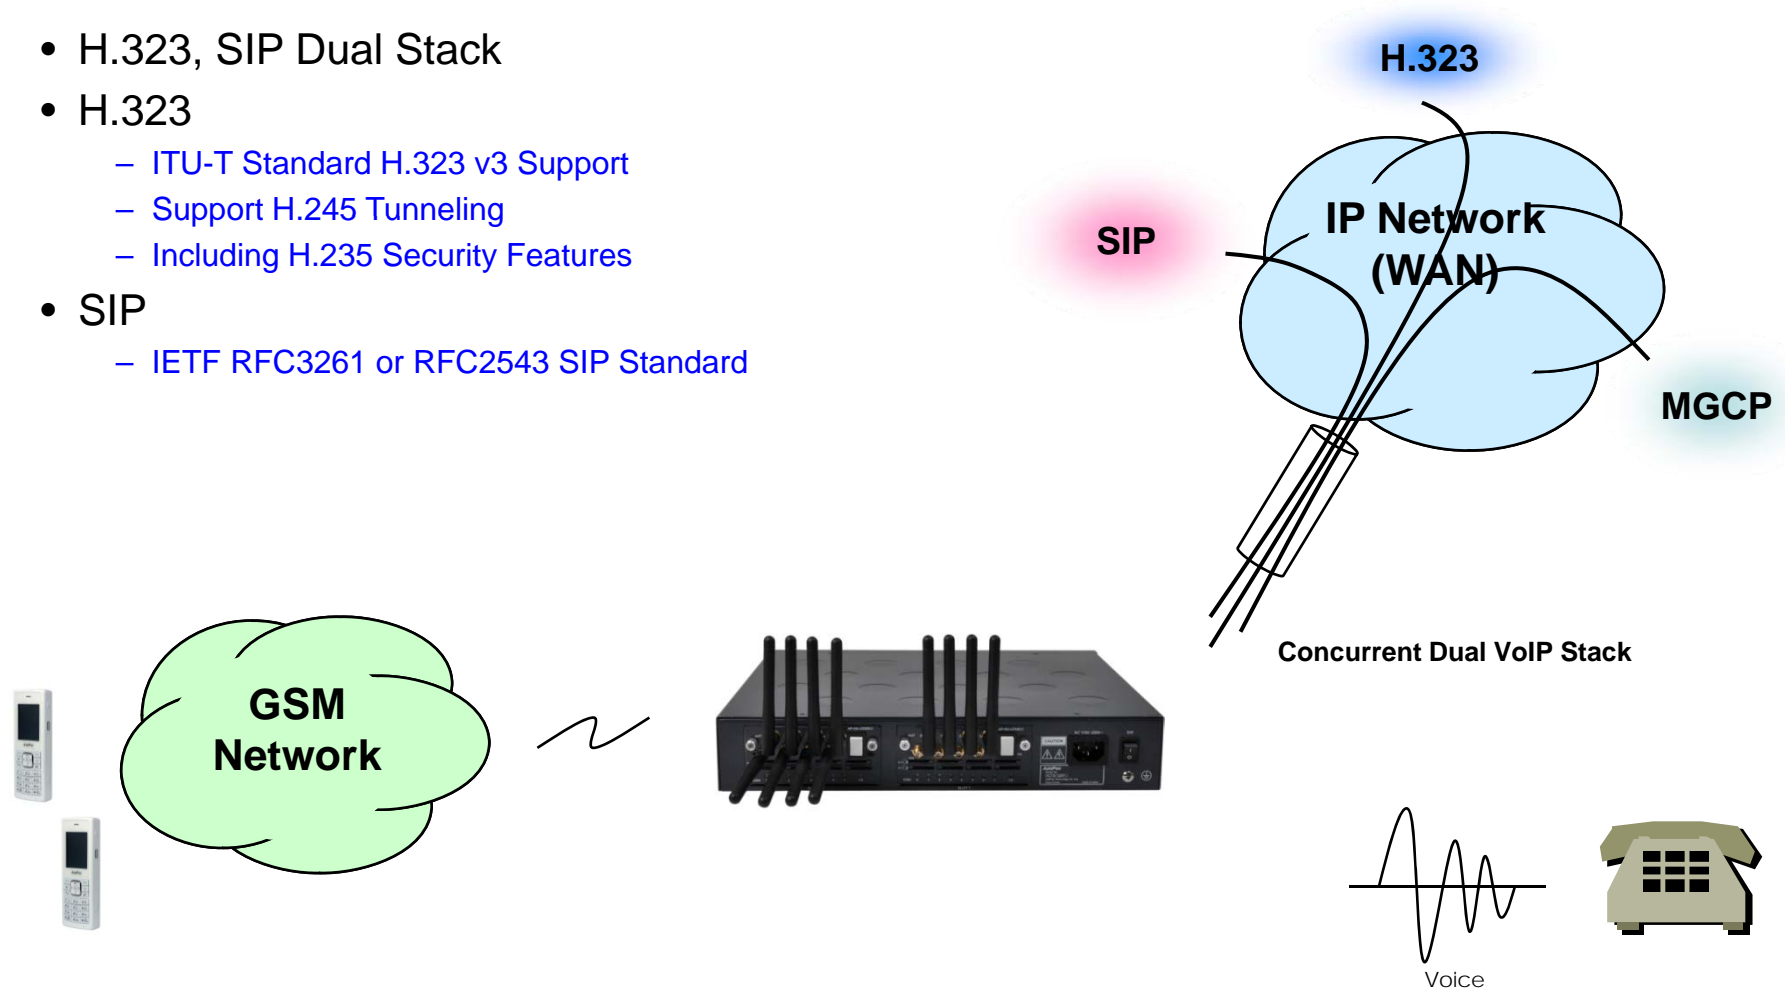 • H.323, SIP Dual Stack
• H.323
– ITU-T Standard H.323 v3 Support
– Support H.245 Tunneling
– Including H.235 Security Features
• SIP
– IETF RFC3261 or RFC2543 SIP Standard
H.323
SIP
IP Network
(WAN)
MGCP
Concurrent Dual VoIP Stack
GSM
Network
Voice